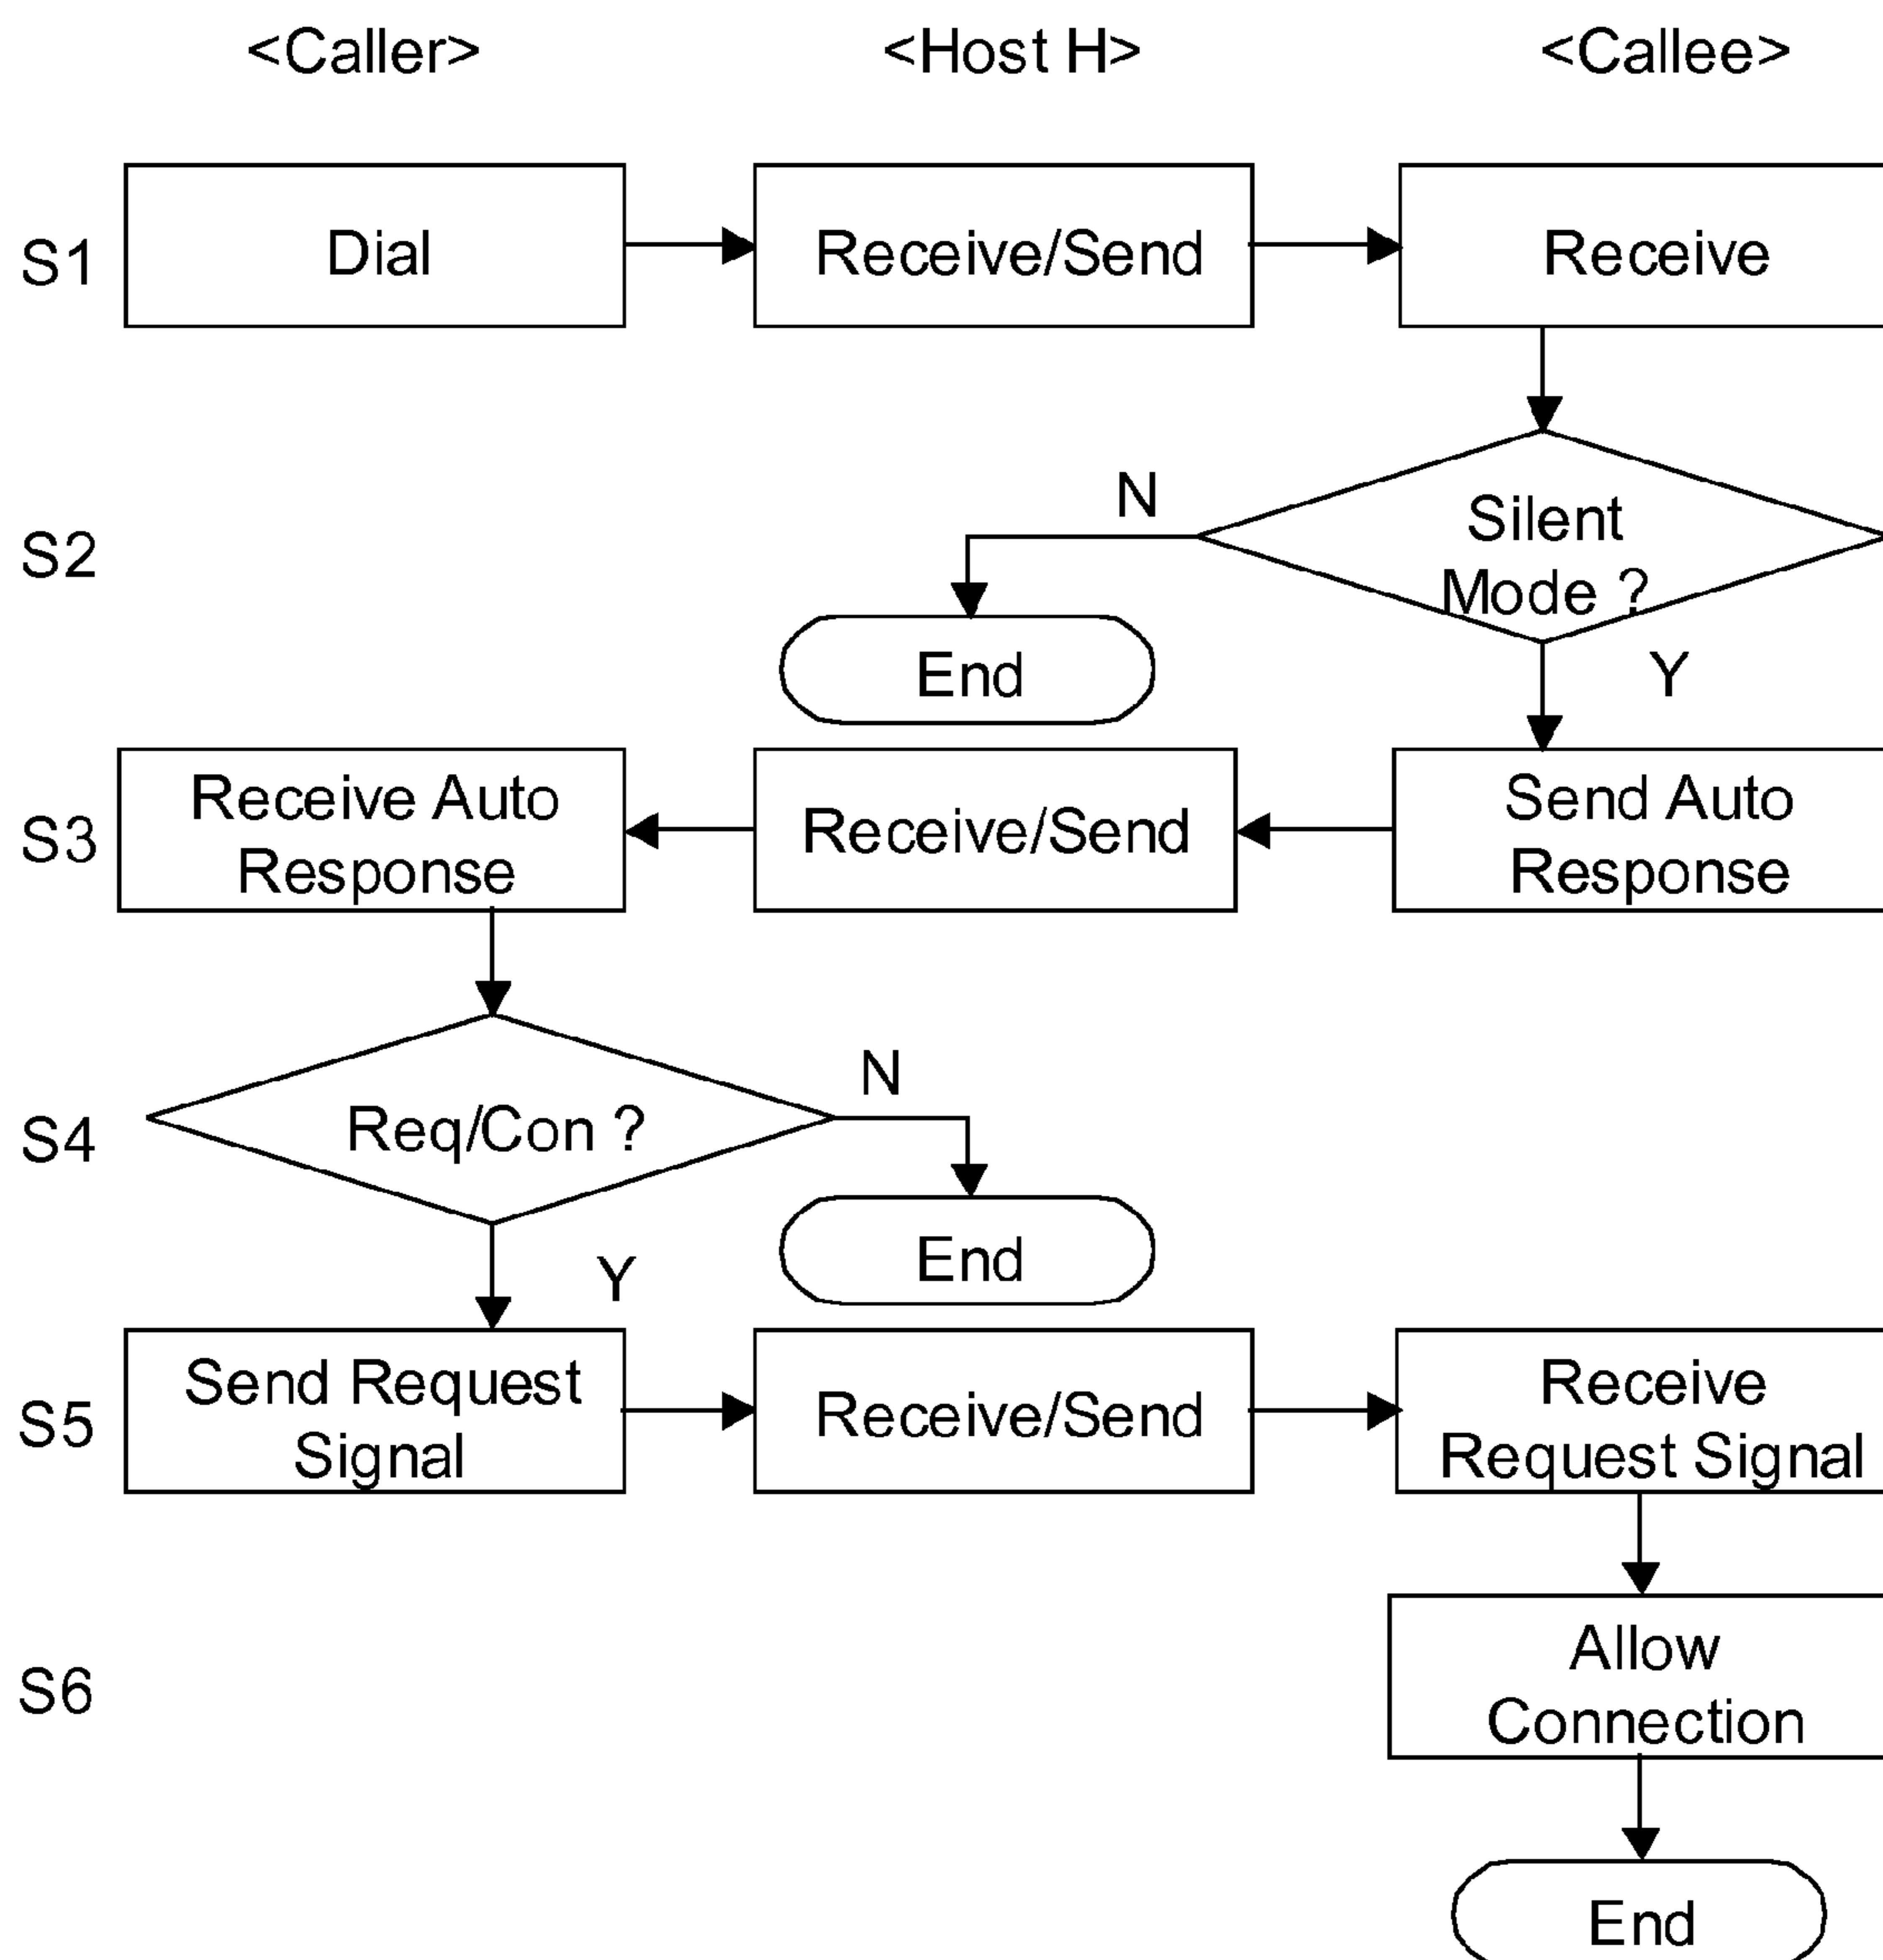 <Caller>
<Host H>
<Callee>
S1
Dial
Receive/Send
Receive
S2
N
Silent
Mode ?
End
Y
S3
Receive Auto
Response
Receive/Send
Send Auto
Response
S4
Req/Con ?
N
End
Y
S5
Send Request
Signal
Receive/Send
Receive
Request Signal
S6
Allow
Connection
End